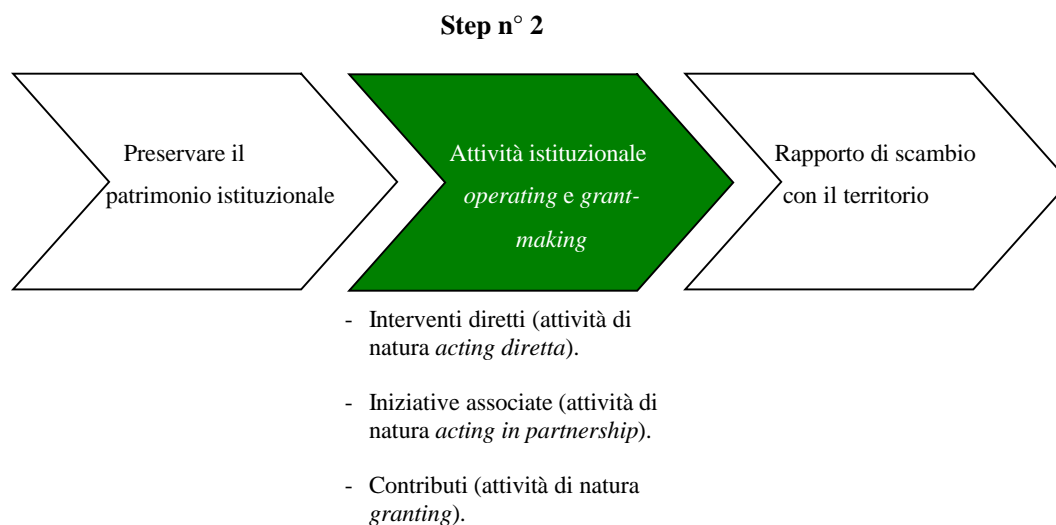 Step n° 2
Preservare il
patrimonio istituzionale
Attività istituzionale
operating e grant-
making
Rapporto di scambio
con il territorio
- Interventi diretti (attività di
natura acting diretta).
- Iniziative associate (attività di
natura acting in partnership).
- Contributi (attività di natura
granting).